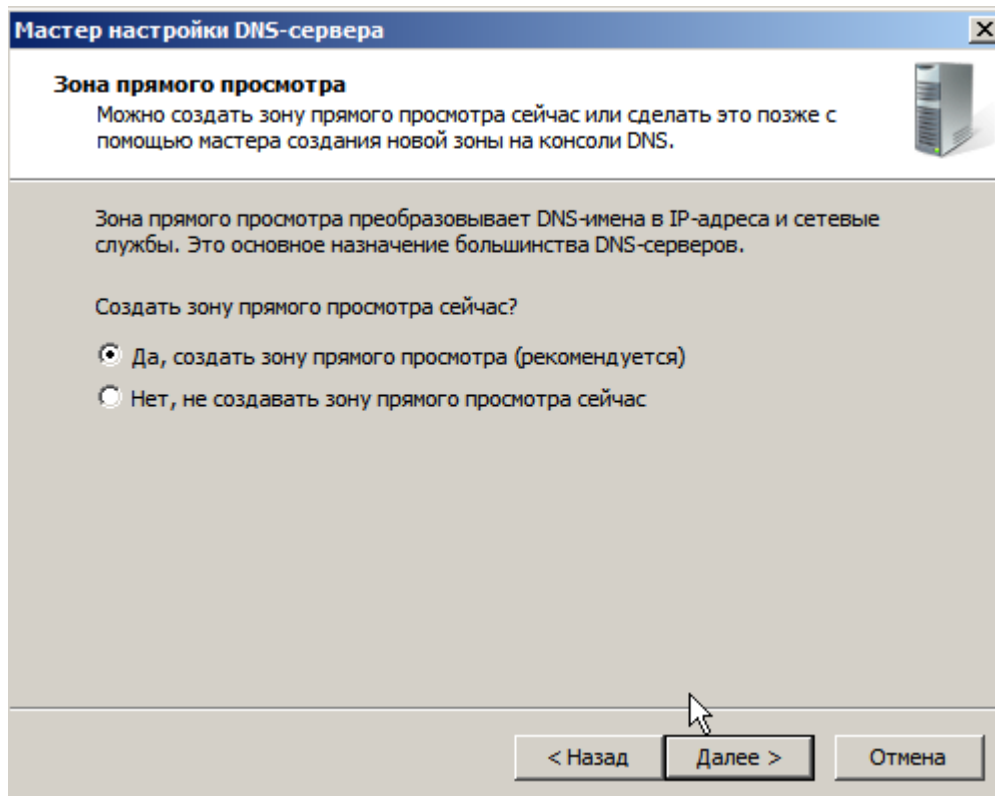 Мастер настройки DNS-сервера
Зона прямого просмотра
Можно создать зону прямого просмотра сейчас или сделать это позже с
помощью мастера создания новой зоны на консоли DNS.
Зона прямого просмотра преобразовывает DNS-имена в IP-адреса и сетевые
службы. Это основное назначение большинства DNS-серверов.
Создать зону прямого просмотра сейчас?
Да, создать зону прямого просмотра (рекомендуется)
Нет, не создавать зону прямого просмотра сейчас
< Назад Далее > Отмена